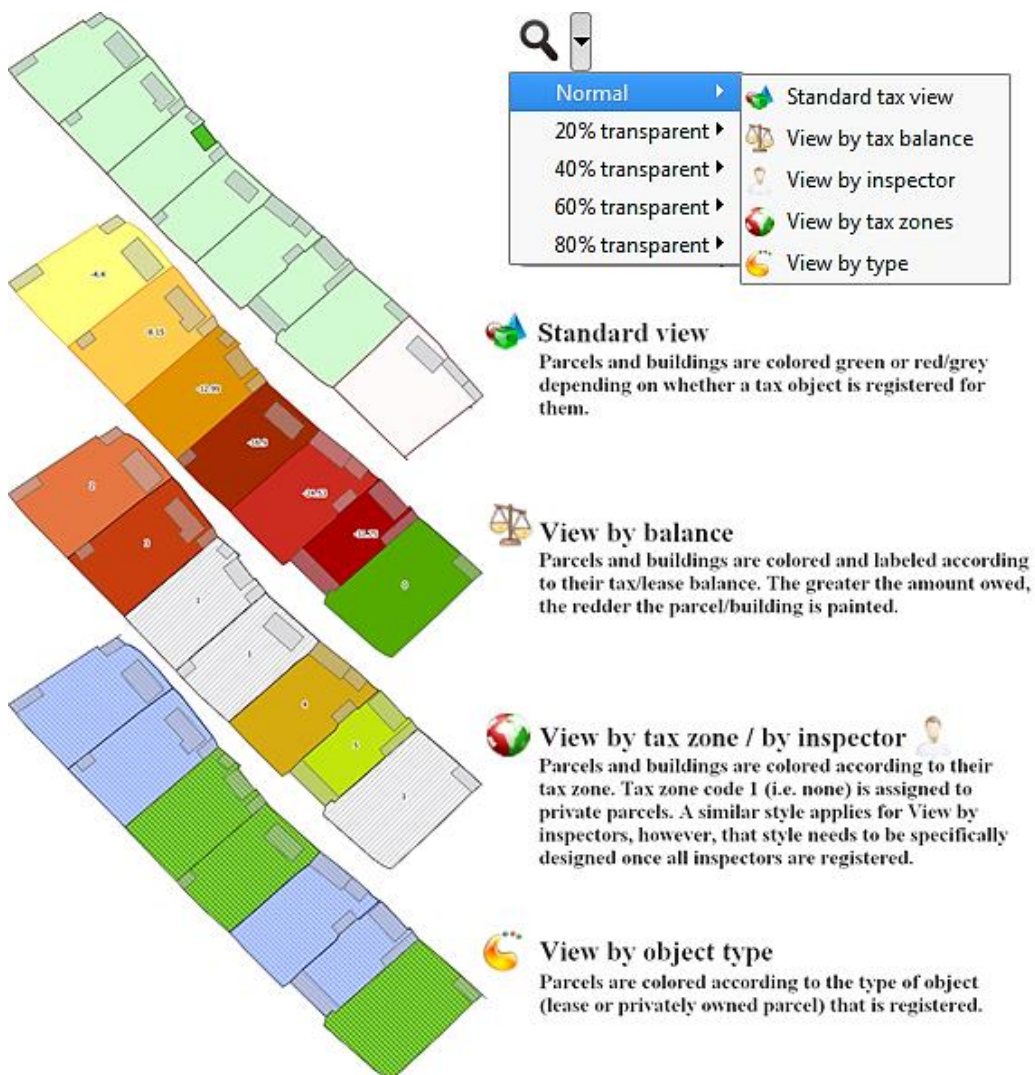 Normal
20% transparent
40% transparent
60% transparent
80% transparent
Standard tax view
View by tax balance
View by inspector
View by tax zones
View by type
Standard view
Parcels and buildings are colored green or red/grey
depending on whether a tax object is registered for
them.
View by balance
Parcels and buildings are colored and labeled according
to their tax/lease balance. The greater the amount owed,
the redder the parcel/building is painted.
View by tax zone / by inspector
Parcels and buildings are colored according to their
tax zone. Tax zone code 1 (i.e. none) is assigned to
private parcels. A similar style applies for View by
inspectors, however, that style needs to be specifically
designed once all inspectors are registered.
View by object type
Parcels are colored according to the type of object
(lease or privately owned parcel) that is registered.